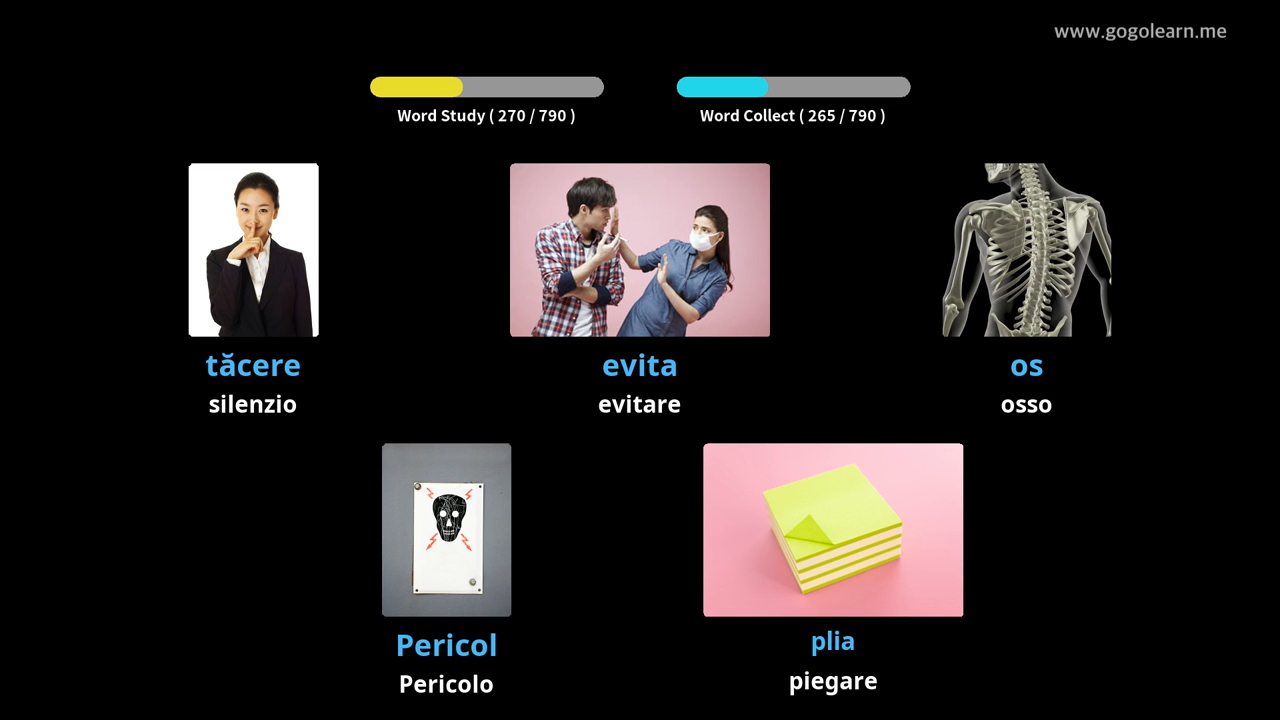 www.gogolearn.me
Word Study ( 270 / 790 )
Word Collect ( 265 / 790 )
tăcere
silenzio
evita
evitare
os
osso
Pericol
Pericolo
plia
piegare